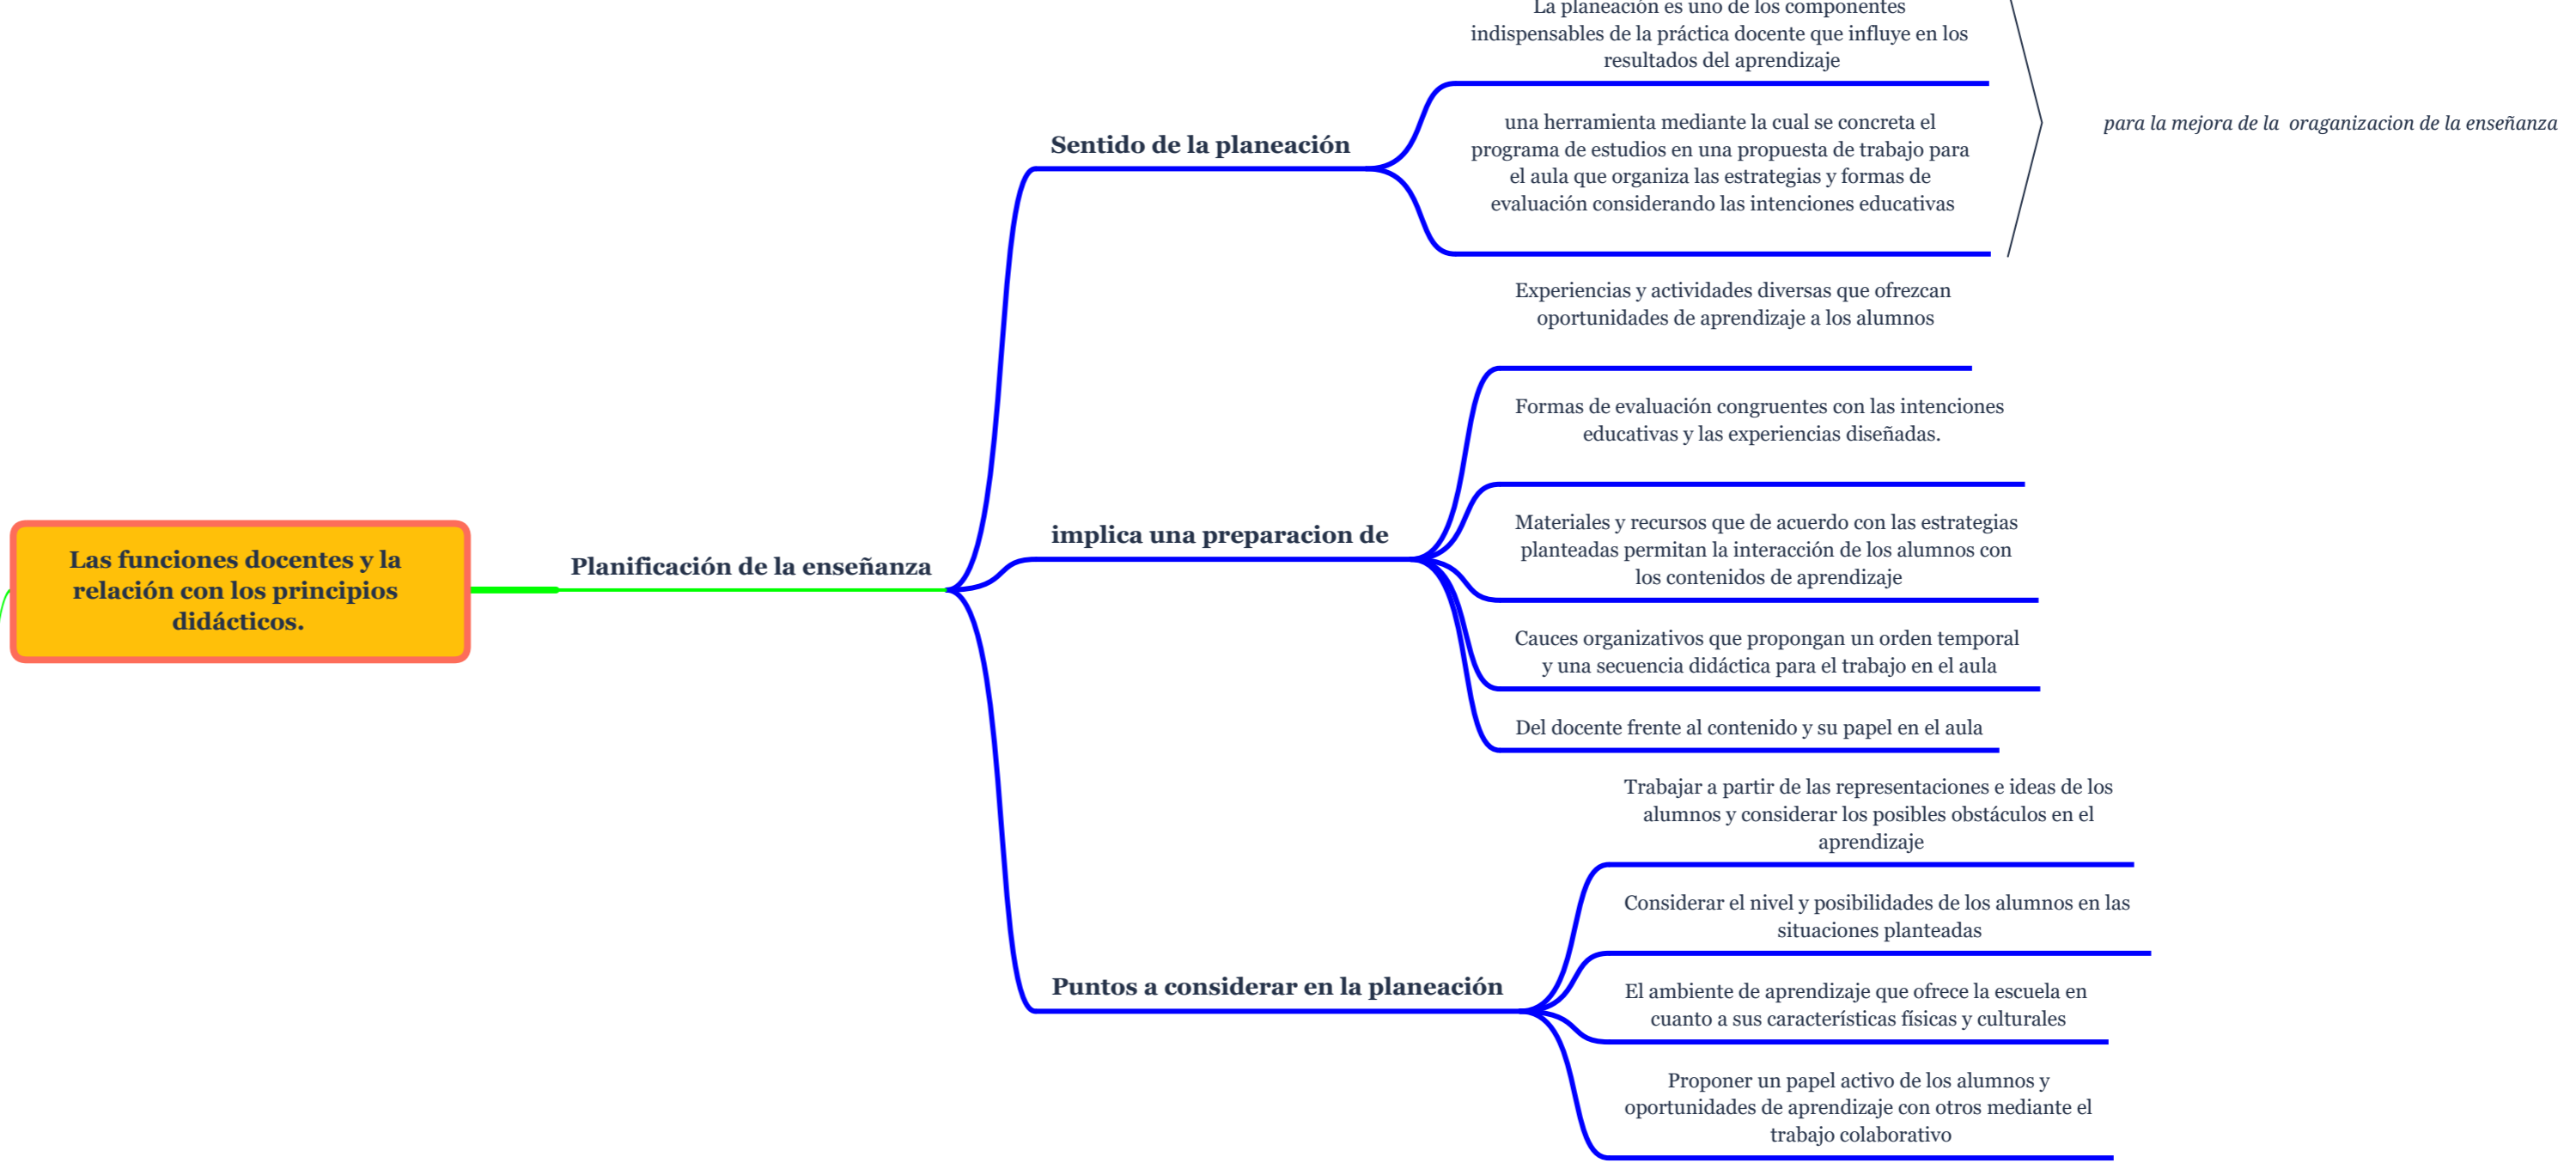 La planeación es uno de los componentes
indispensables de la práctica docente que influye en los
resultados del aprendizaje
una herramienta mediante la cual se concreta el
programa de estudios en una propuesta de trabajo para
el aula que organiza las estrategias y formas de
evaluación considerando las intenciones educativas
para la mejora de la  oraganizacion de la enseñanza
Sentido de la planeación
Experiencias y actividades diversas que ofrezcan
oportunidades de aprendizaje a los alumnos
Formas de evaluación congruentes con las intenciones
educativas y las experiencias diseñadas.
Materiales y recursos que de acuerdo con las estrategias
planteadas permitan la interacción de los alumnos con
los contenidos de aprendizaje
Cauces organizativos que propongan un orden temporal
y una secuencia didáctica para el trabajo en el aula
Del docente frente al contenido y su papel en el aula
implica una preparacion de
Las funciones docentes y la
relación con los principios
didácticos.
Planificación de la enseñanza
Trabajar a partir de las representaciones e ideas de los
alumnos y considerar los posibles obstáculos en el
aprendizaje
Considerar el nivel y posibilidades de los alumnos en las
situaciones planteadas
El ambiente de aprendizaje que ofrece la escuela en
cuanto a sus características físicas y culturales
Proponer un papel activo de los alumnos y
oportunidades de aprendizaje con otros mediante el
trabajo colaborativo
Puntos a considerar en la planeación